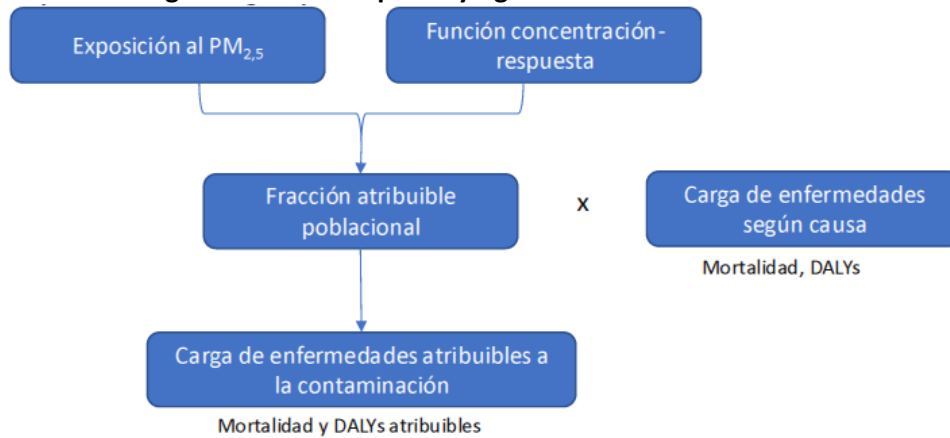 Exposición al PM2,5
Función concentración-
respuesta
Fracción atribuible
poblacional
x
Carga de enfermedades
según causa
Mortalidad, DALYs
Carga de enfermedades atribuibles a
la contaminación
Mortalidad y DALYs atribuibles